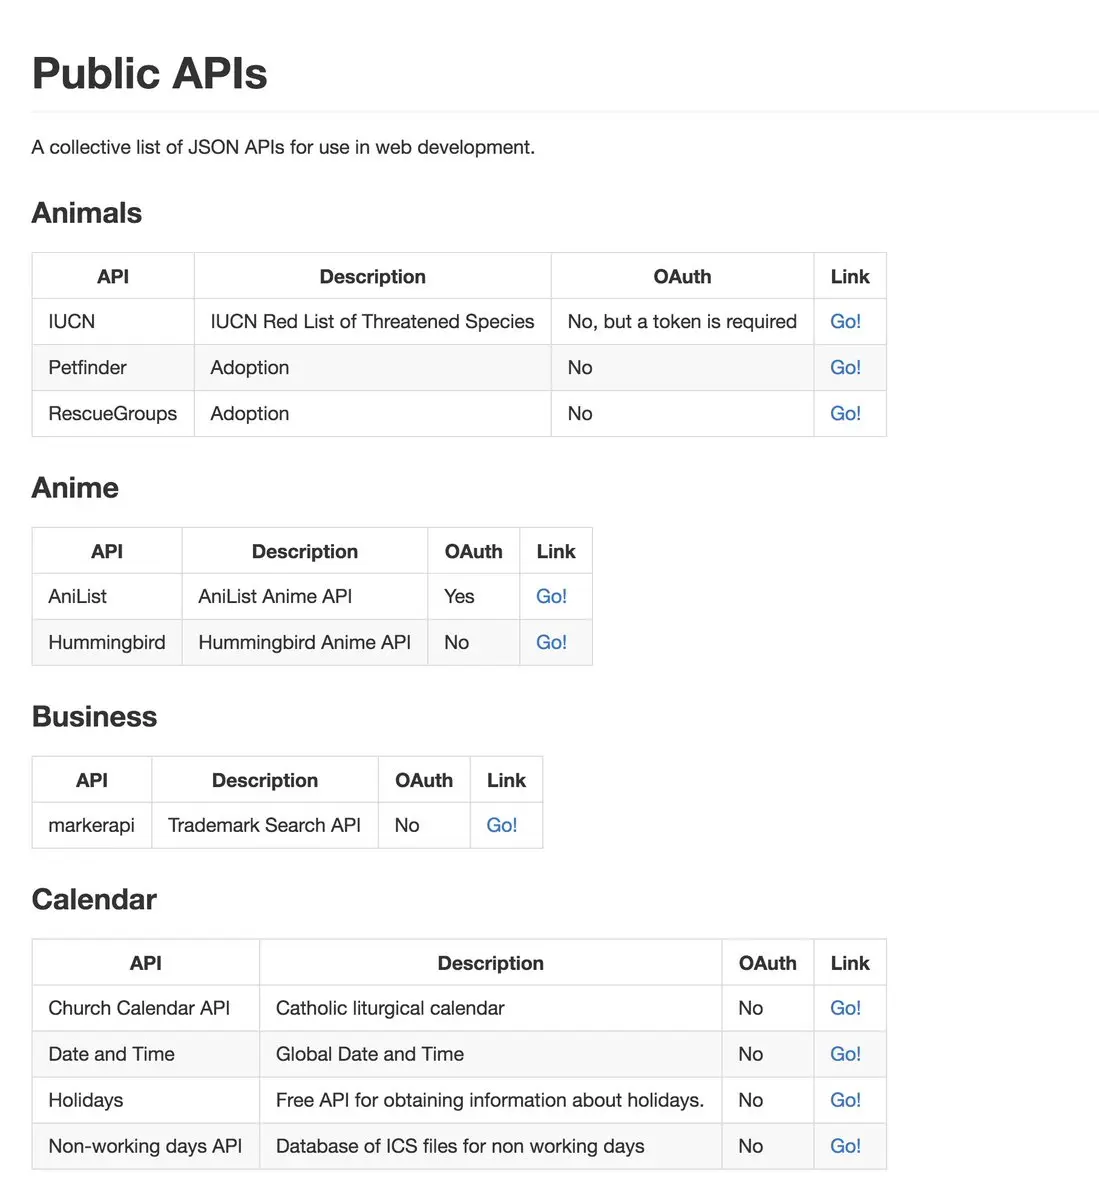 Public APIs
A collective list of JSON APIs for use in web development.
Animals
API Description OAuth Link
IUCN IUCN Red List of Threatened Species No, but a token is required Go!
Petfinder Adoption No Go!
RescueGroups Adoption No Go!
Anime
API Description OAuth Link
AniList AniList Anime API Yes Go!
Hummingbird Hummingbird Anime API No Go!
Business
API Description OAuth Link
markerapi Trademark Search API No Go!
Calendar
API Description OAuth Link
Church Calendar API Catholic liturgical calendar No Go!
Date and Time Global Date and Time No Go!
Holidays Free API for obtaining information about holidays. No Go!
Non-working days API Database of ICS files for non working days No Go!